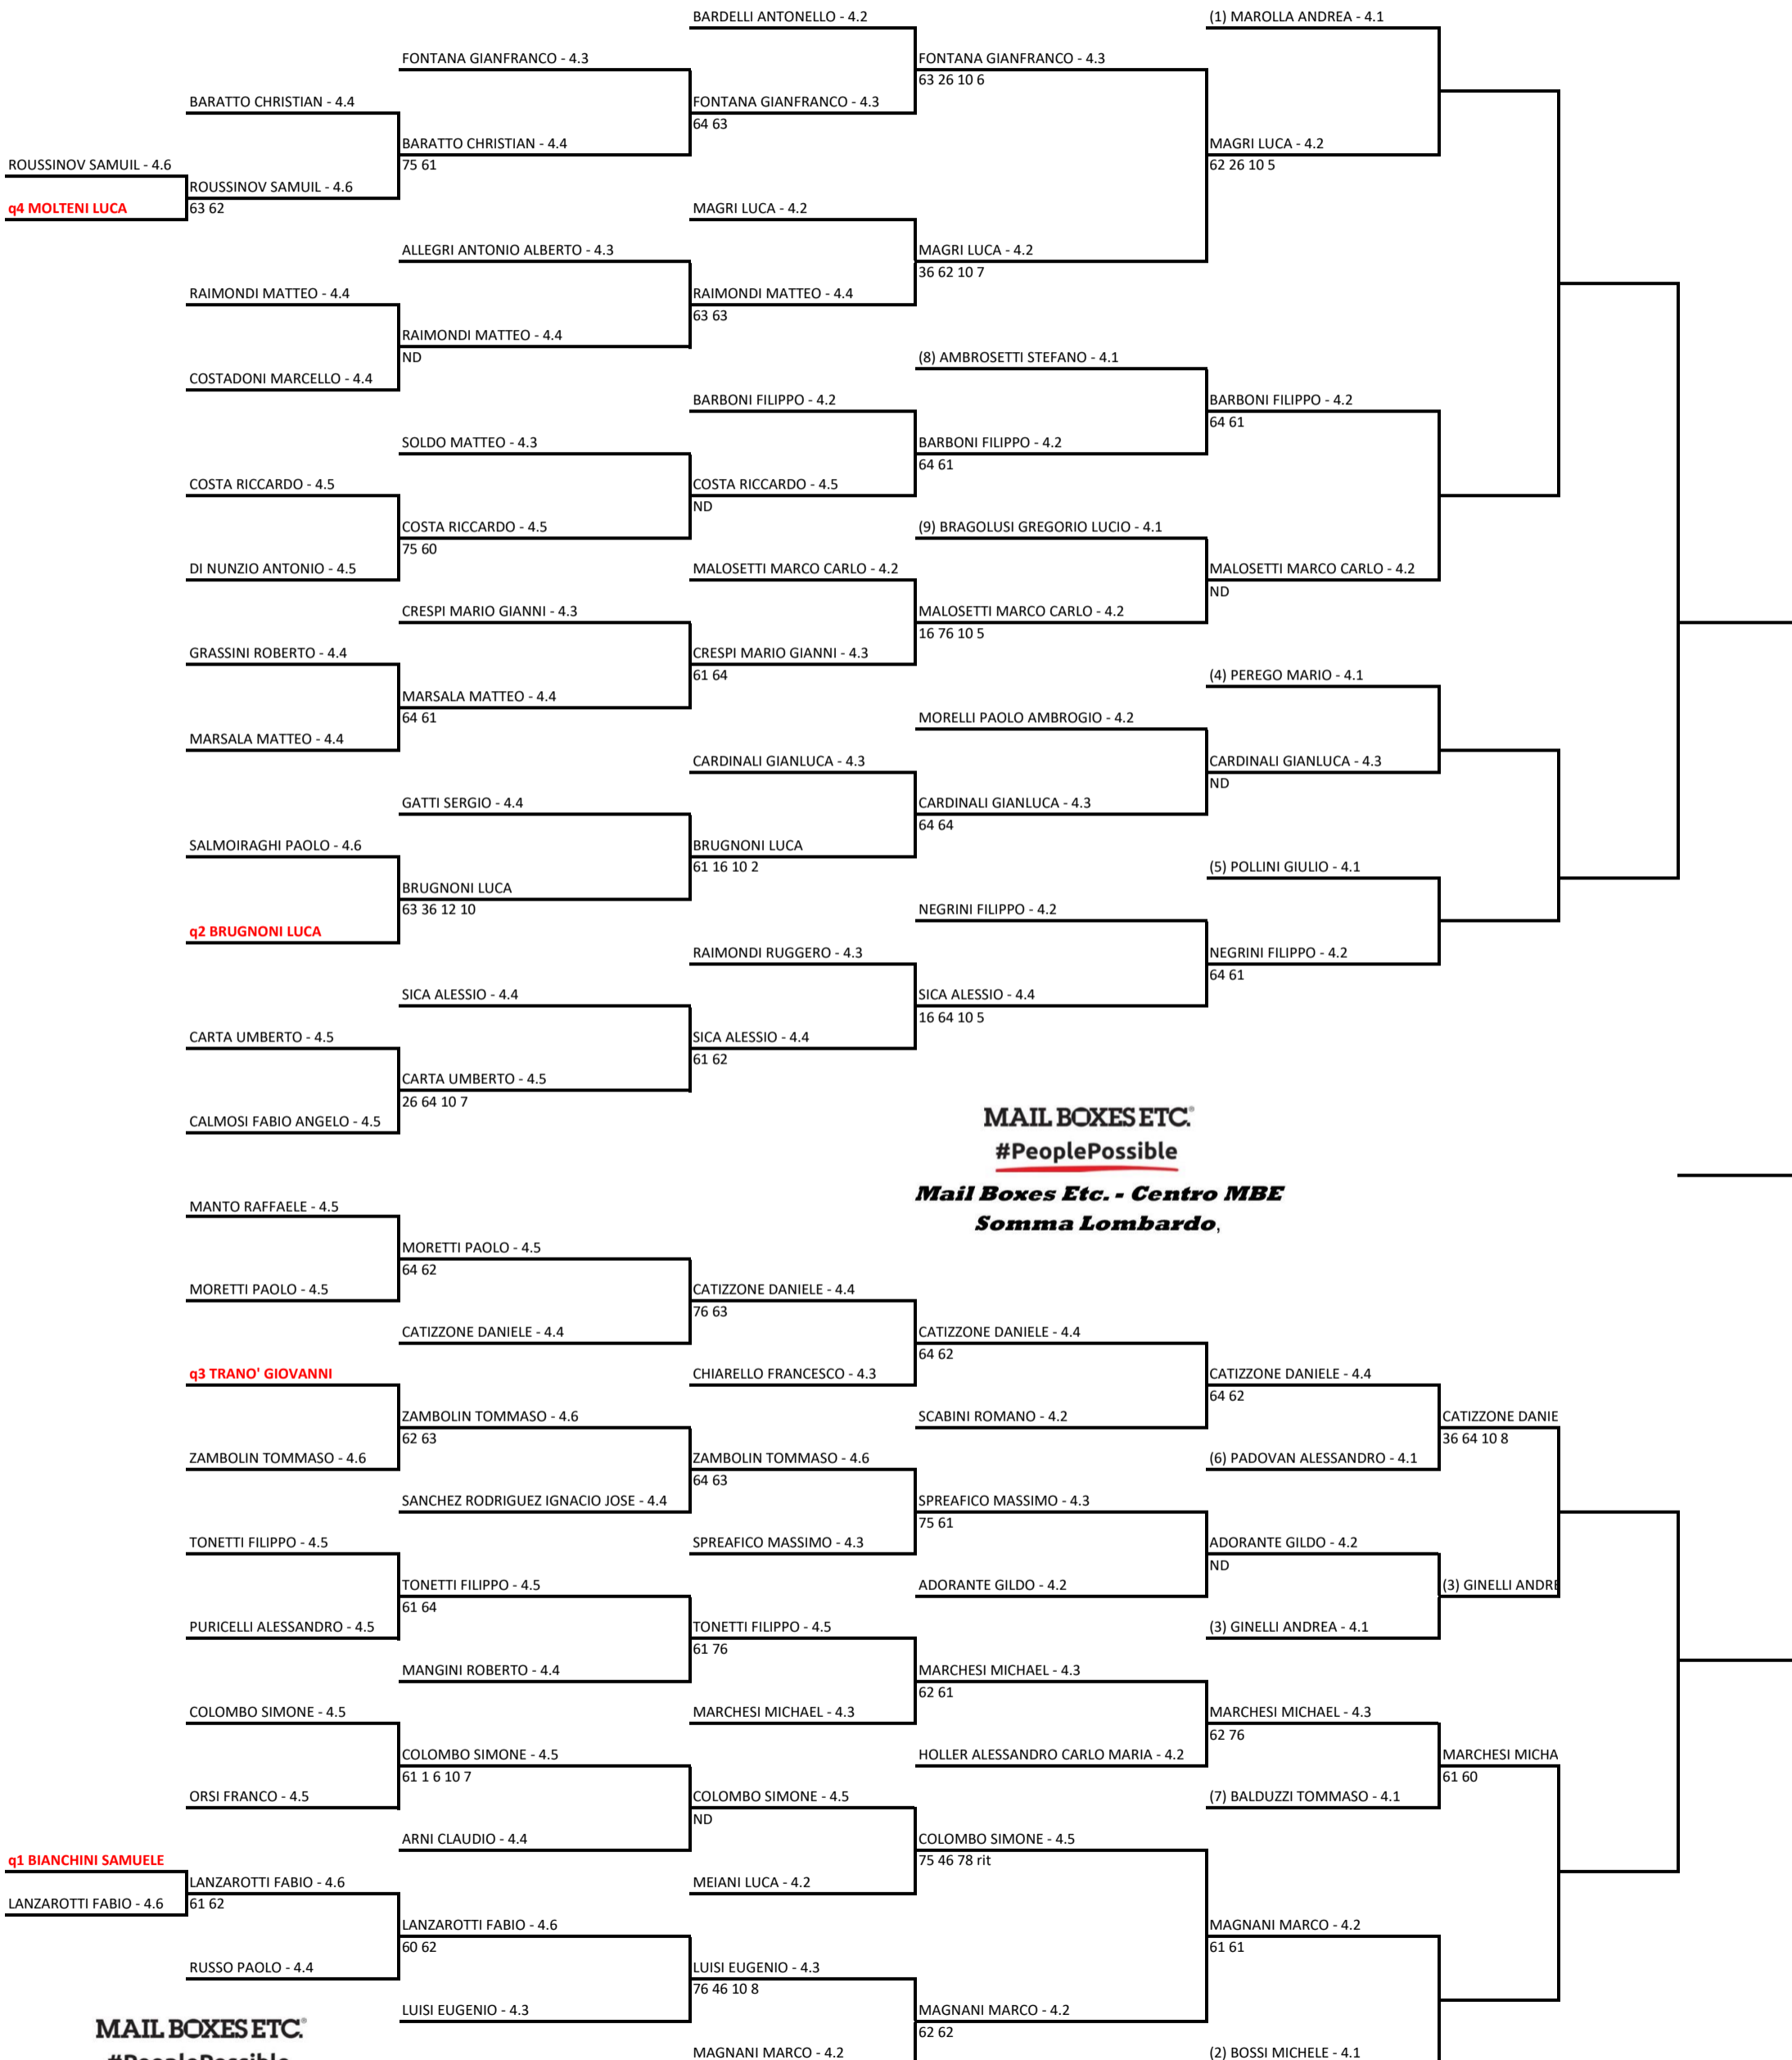 BARDELLI ANTONELLO - 4.2
(1) MAROLLA ANDREA - 4.1
FONTANA GIANFRANCO - 4.3
FONTANA GIANFRANCO - 4.3
63 26 10 6
BARATTO CHRISTIAN - 4.4
FONTANA GIANFRANCO - 4.3
64 63
BARATTO CHRISTIAN - 4.4
75 61
MAGRI LUCA - 4.2
62 26 10 5
ROUSSINOV SAMUIL - 4.6
ROUSSINOV SAMUIL - 4.6
63 62
q4 MOLTENI LUCA
MAGRI LUCA - 4.2
ALLEGRI ANTONIO ALBERTO - 4.3
MAGRI LUCA - 4.2
36 62 10 7
RAIMONDI MATTEO - 4.4
RAIMONDI MATTEO - 4.4
63 63
RAIMONDI MATTEO - 4.4
ND
(8) AMBROSETTI STEFANO - 4.1
COSTADONI MARCELLO - 4.4
BARBONI FILIPPO - 4.2
BARBONI FILIPPO - 4.2
64 61
SOLDO MATTEO - 4.3
BARBONI FILIPPO - 4.2
64 61
COSTA RICCARDO - 4.5
COSTA RICCARDO - 4.5
ND
COSTA RICCARDO - 4.5
75 60
(9) BRAGOLUSI GREGORIO LUCIO - 4.1
DI NUNZIO ANTONIO - 4.5
MALOSETTI MARCO CARLO - 4.2
MALOSETTI MARCO CARLO - 4.2
ND
CRESPI MARIO GIANNI - 4.3
MALOSETTI MARCO CARLO - 4.2
16 76 10 5
GRASSINI ROBERTO - 4.4
CRESPI MARIO GIANNI - 4.3
61 64
(4) PEREGO MARIO - 4.1
MARSALA MATTEO - 4.4
64 61
MORELLI PAOLO AMBROGIO - 4.2
MARSALA MATTEO - 4.4
CARDINALI GIANLUCA - 4.3
CARDINALI GIANLUCA - 4.3
ND
GATTI SERGIO - 4.4
CARDINALI GIANLUCA - 4.3
64 64
SALMOIRAGHI PAOLO - 4.6
BRUGNONI LUCA
61 16 10 2
(5) POLLINI GIULIO - 4.1
BRUGNONI LUCA
63 36 12 10
NEGRINI FILIPPO - 4.2
q2 BRUGNONI LUCA
RAIMONDI RUGGERO - 4.3
NEGRINI FILIPPO - 4.2
64 61
SICA ALESSIO - 4.4
SICA ALESSIO - 4.4
16 64 10 5
CARTA UMBERTO - 4.5
SICA ALESSIO - 4.4
61 62
CARTA UMBERTO - 4.5
26 64 10 7
CALMOSI FABIO ANGELO - 4.5
MAIL BOXES ETC.®
#PeoplePossible
Mail Boxes Etc. - Centro MBE
Somma Lombardo,
MANTO RAFFAELE - 4.5
MORETTI PAOLO - 4.5
64 62
MORETTI PAOLO - 4.5
CATIZZONE DANIELE - 4.4
76 63
CATIZZONE DANIELE - 4.4
CATIZZONE DANIELE - 4.4
64 62
q3 TRANO' GIOVANNI
CHIARELLO FRANCESCO - 4.3
CATIZZONE DANIELE - 4.4
64 62
ZAMBOLIN TOMMASO - 4.6
62 63
SCABINI ROMANO - 4.2
CATIZZONE DANIE
36 64 10 8
ZAMBOLIN TOMMASO - 4.6
ZAMBOLIN TOMMASO - 4.6
64 63
(6) PADOVAN ALESSANDRO - 4.1
SANCHEZ RODRIGUEZ IGNACIO JOSE - 4.4
SPREAFICO MASSIMO - 4.3
75 61
TONETTI FILIPPO - 4.5
SPREAFICO MASSIMO - 4.3
ADORANTE GILDO - 4.2
ND
TONETTI FILIPPO - 4.5
61 64
ADORANTE GILDO - 4.2
(3) GINELLI ANDRE
PURICELLI ALESSANDRO - 4.5
TONETTI FILIPPO - 4.5
61 76
(3) GINELLI ANDREA - 4.1
MANGINI ROBERTO - 4.4
MARCHESI MICHAEL - 4.3
62 61
COLOMBO SIMONE - 4.5
MARCHESI MICHAEL - 4.3
MARCHESI MICHAEL - 4.3
62 76
COLOMBO SIMONE - 4.5
61 1 6 10 7
HOLLER ALESSANDRO CARLO MARIA - 4.2
MARCHESI MICHA
61 60
ORSI FRANCO - 4.5
COLOMBO SIMONE - 4.5
ND
(7) BALDUZZI TOMMASO - 4.1
ARNI CLAUDIO - 4.4
COLOMBO SIMONE - 4.5
75 46 78 rit
q1 BIANCHINI SAMUELE
LANZAROTTI FABIO - 4.6
61 62
MEIANI LUCA - 4.2
LANZAROTTI FABIO - 4.6
LANZAROTTI FABIO - 4.6
60 62
MAGNANI MARCO - 4.2
61 61
RUSSO PAOLO - 4.4
LUISI EUGENIO - 4.3
76 46 10 8
LUISI EUGENIO - 4.3
MAGNANI MARCO - 4.2
62 62
MAIL BOXES ETC.®
#PeoplePossible
MAGNANI MARCO - 4.2
(2) BOSSI MICHELE - 4.1